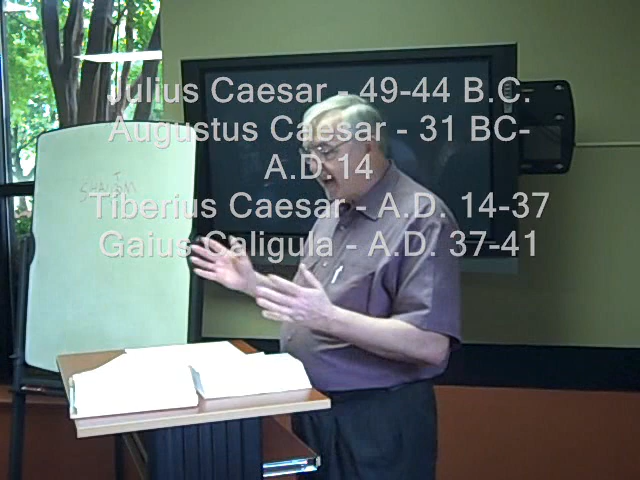 Julius Caesar - 49-44 B.C.
Augustus Caesar - 31 BC-
A.D. 14
Tiberius Caesar - A.D. 14-37
Gaius Caligula - A.D. 37-41